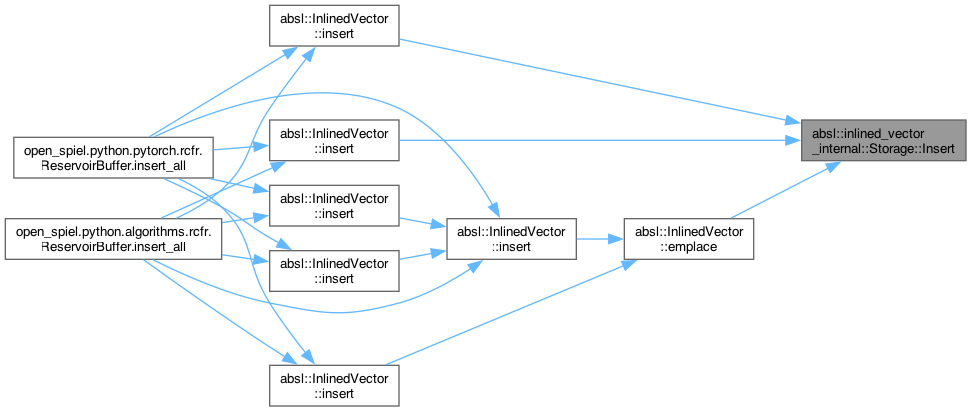 absl::InlinedVector
::insert
open_spiel.python.pytorch.rcfr.
ReservoirBuffer.insert_all
absl::InlinedVector
::insert
absl::inlined_vector
_internal::Storage::Insert
absl::InlinedVector
::insert
open_spiel.python.algorithms.rcfr.
ReservoirBuffer.insert_all
absl::InlinedVector
::insert
absl::InlinedVector
::emplace
absl::InlinedVector
::insert
absl::InlinedVector
::insert